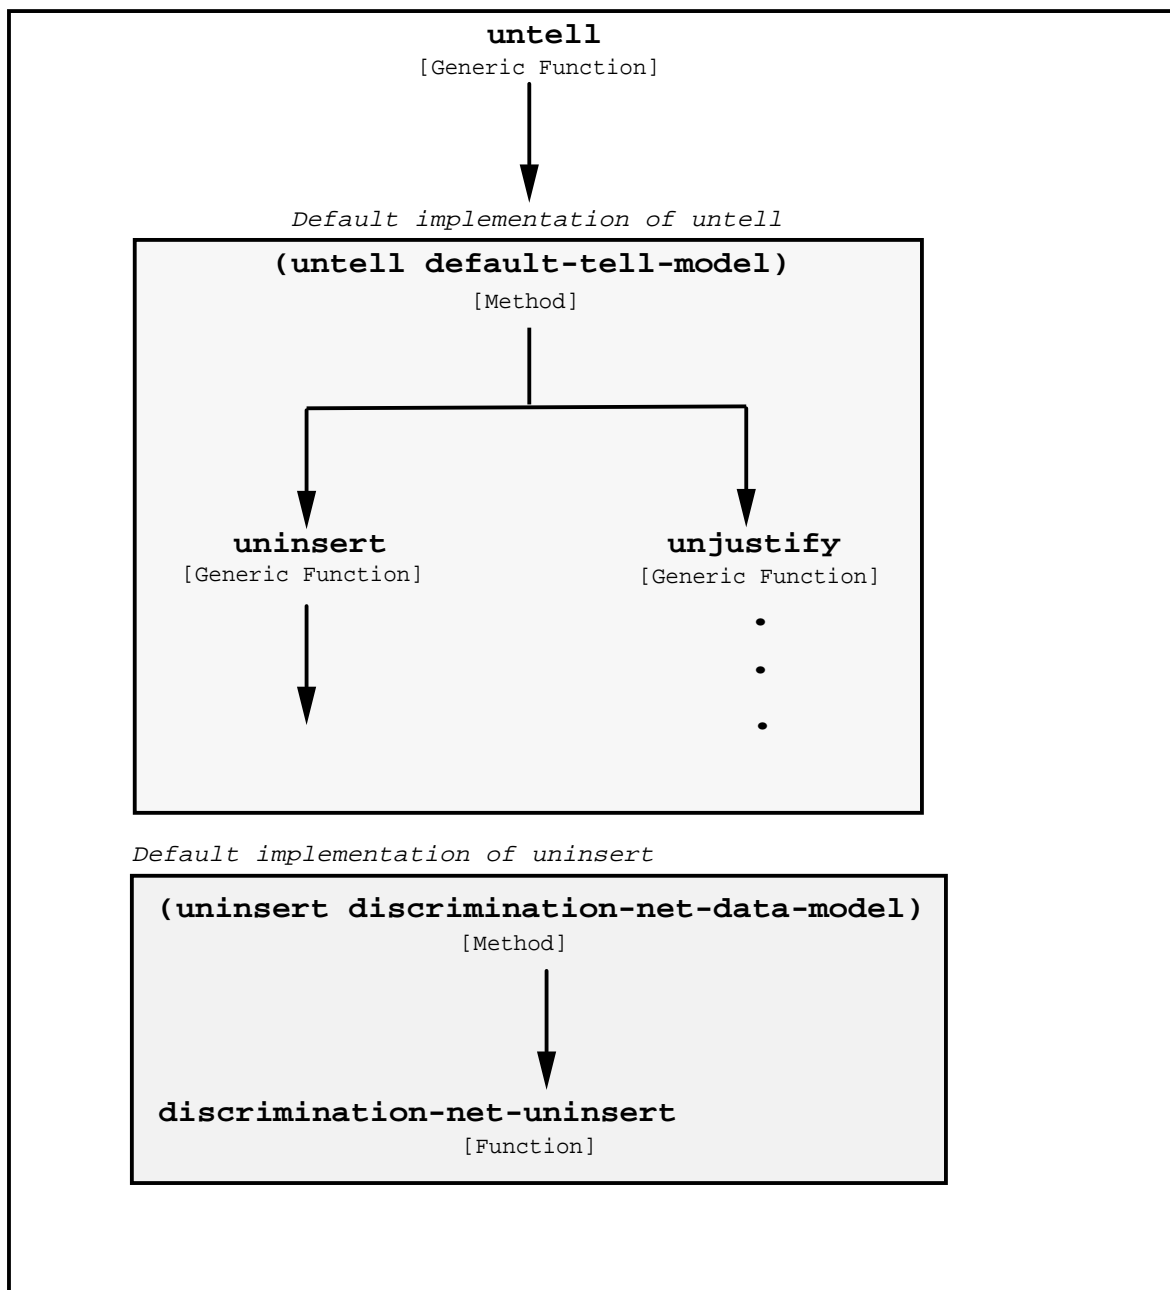 untell
[Generic Function]
Default implementation of untell
(untell default-tell-model)
[Method]
uninsert
[Generic Function]
unjustify
[Generic Function]
Default implementation of uninsert
(uninsert discrimination-net-data-model)
[Method]
discrimination-net-uninsert
[Function]